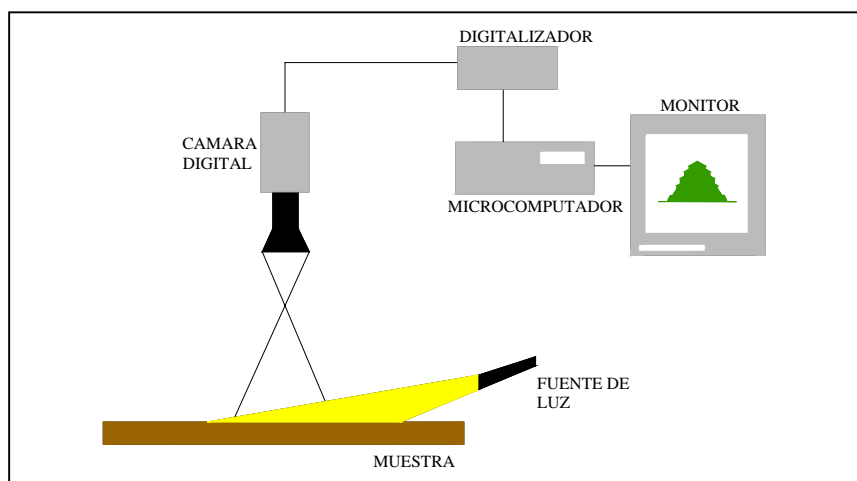 DIGITALIZADOR
MONITOR
CAMARA
DIGITAL
MICROCOMPUTADOR
FUENTE DE
LUZ
MUESTRA